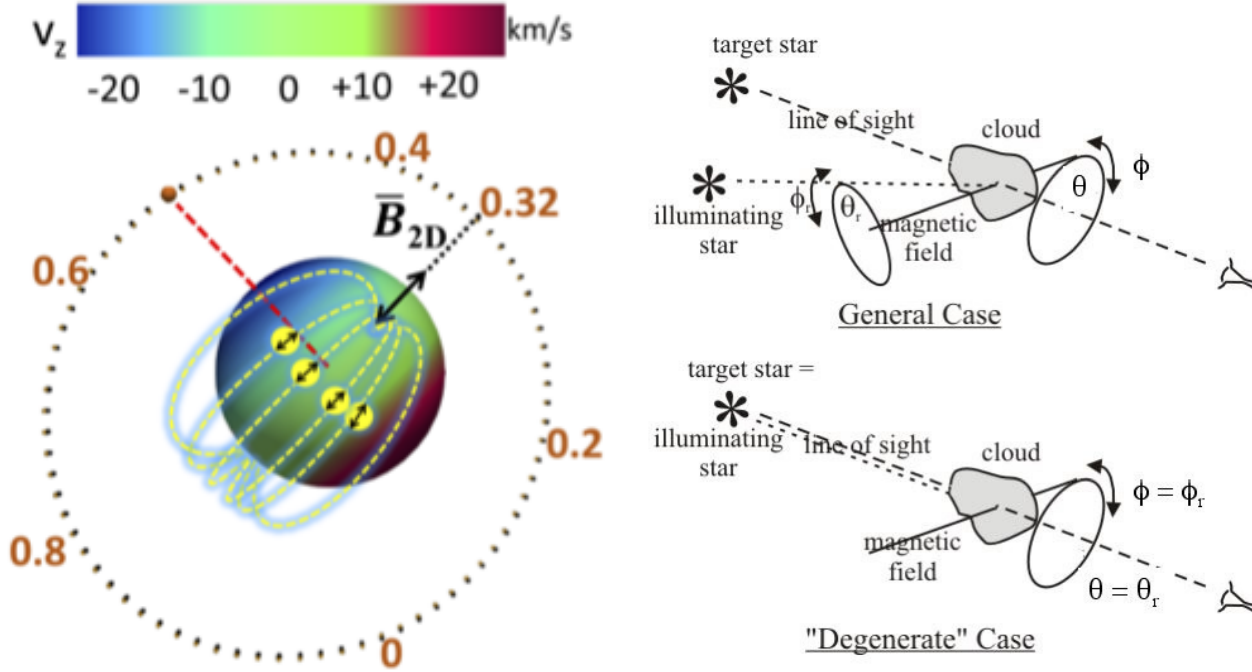 Vz
km/s
-20 -10 0 +10 +20
0.4
0.32
B̅2D
0.6
0.2
0.8
0
target star
line of sight
cloud
ϕ
θ
illuminating
star
ϕr
θr
magnetic
field
General Case
target star =
illuminating
star
line of sight
cloud
ϕ = ϕr
magnetic
field
θ = θr
"Degenerate" Case